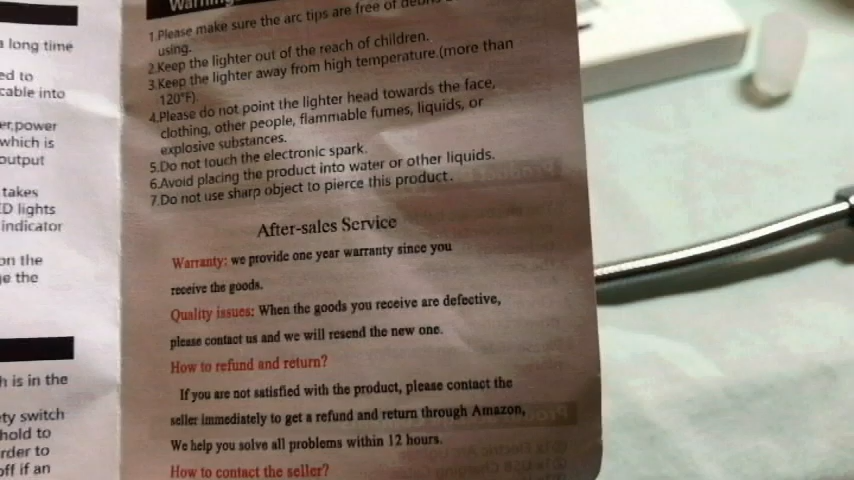 a long time
ed to
cable into
er,power
which is
output
takes
ED lights
indicator
on the
ge the
h is in the
ety switch
hold to
rder to
off if an
Warning
1.Please make sure the arc tips are free of debris
using.
2.Keep the lighter out of the reach of children.
3.Keep the lighter away from high temperature.(more than
120°F).
4.Please do not point the lighter head towards the face,
clothing, other people, flammable fumes, liquids, or
explosive substances.
5.Do not touch the electronic spark.
6.Avoid placing the product into water or other liquids.
7.Do not use sharp object to pierce this product.
After-sales Service
Warranty: we provide one year warranty since you
receive the goods.
Quality issues: When the goods you receive are defective,
please contact us and we will resend the new one.
How to refund and return?
If you are not satisfied with the product, please contact the
seller immediately to get a refund and return through Amazon,
We help you solve all problems within 12 hours.
How to contact the seller?